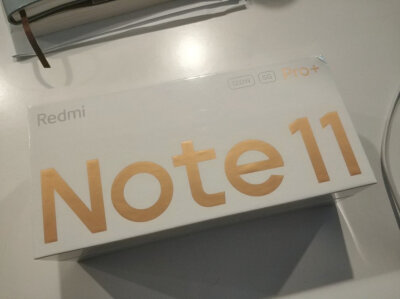 Redmi
120W 5G Pro+
Note 11